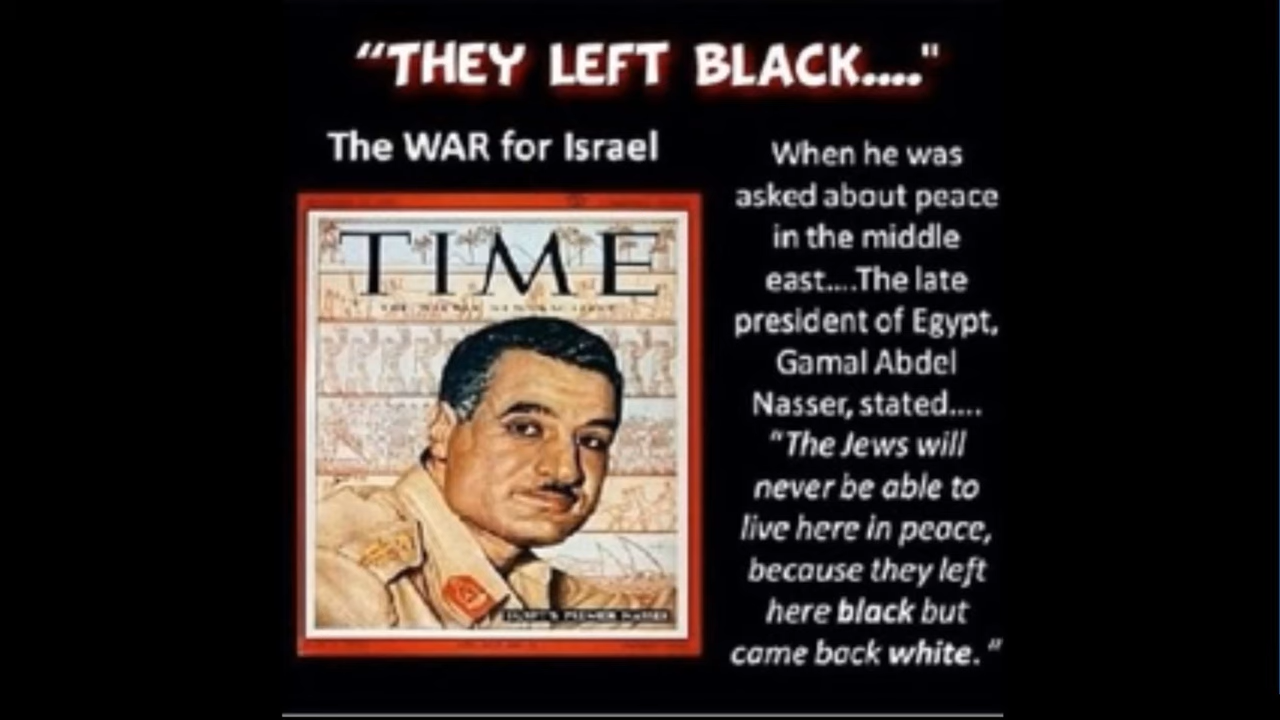 “THEY LEFT BLACK...."
The WAR for Israel
TIME
When he was
asked about peace
in the middle
east....The late
president of Egypt,
Gamal Abdel
Nasser, stated....
“The Jews will
never be able to
live here in peace,
because they left
here black but
came back white.”